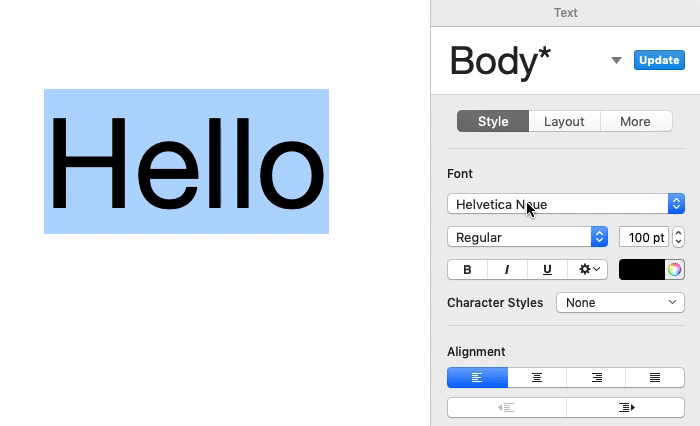 Text
Body*
Update
Hello
Style Layout More
Font
Helvetica Neue
Regular 100 pt
B I U
Character Styles None
Alignment